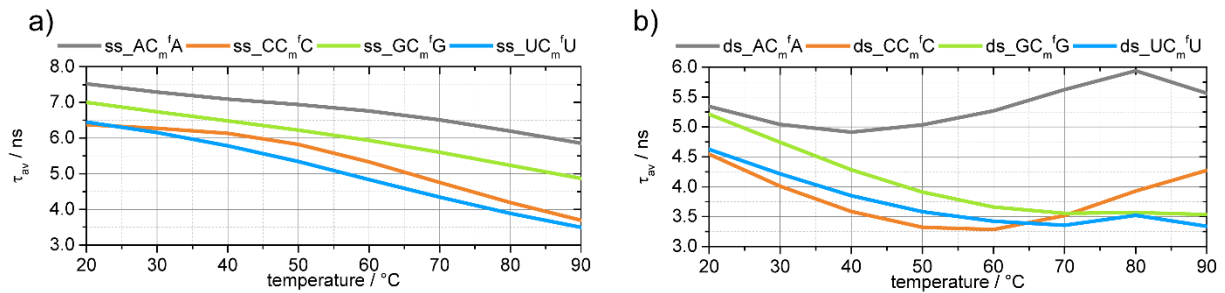 a)
ss_ACₘᶠA ss_CCₘᶠC ss_GCₘᶠG ss_UCₘᶠU
8.0
7.0
6.0
5.0
4.0
3.0
τₐᵥ / ns
20 30 40 50 60 70 80 90
temperature / °C
b)
ds_ACₘᶠA ds_CCₘᶠC ds_GCₘᶠG ds_UCₘᶠU
6.0
5.5
5.0
4.5
4.0
3.5
3.0
τₐᵥ / ns
20 30 40 50 60 70 80 90
temperature / °C